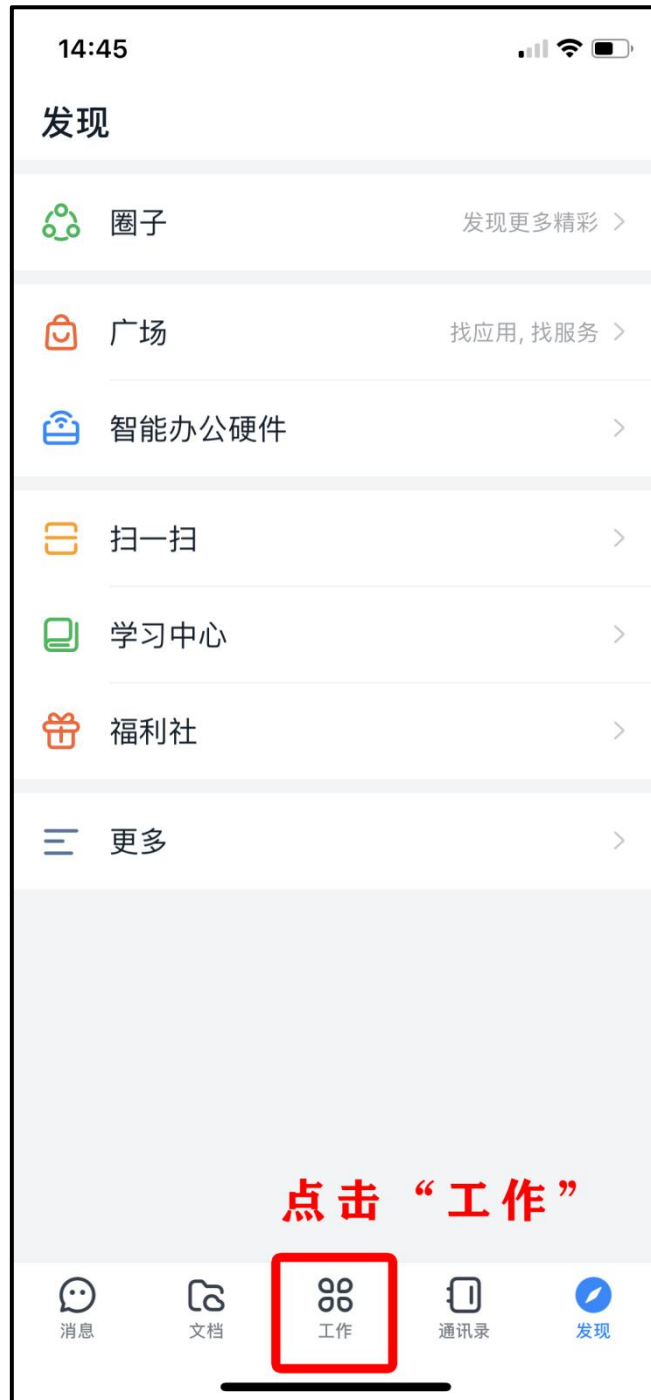 14:45
发现
圈子 发现更多精彩
广场 找应用, 找服务
智能办公硬件
扫一扫
学习中心
福利社
更多
点击“工作”
消息 文档 工作 通讯录 发现